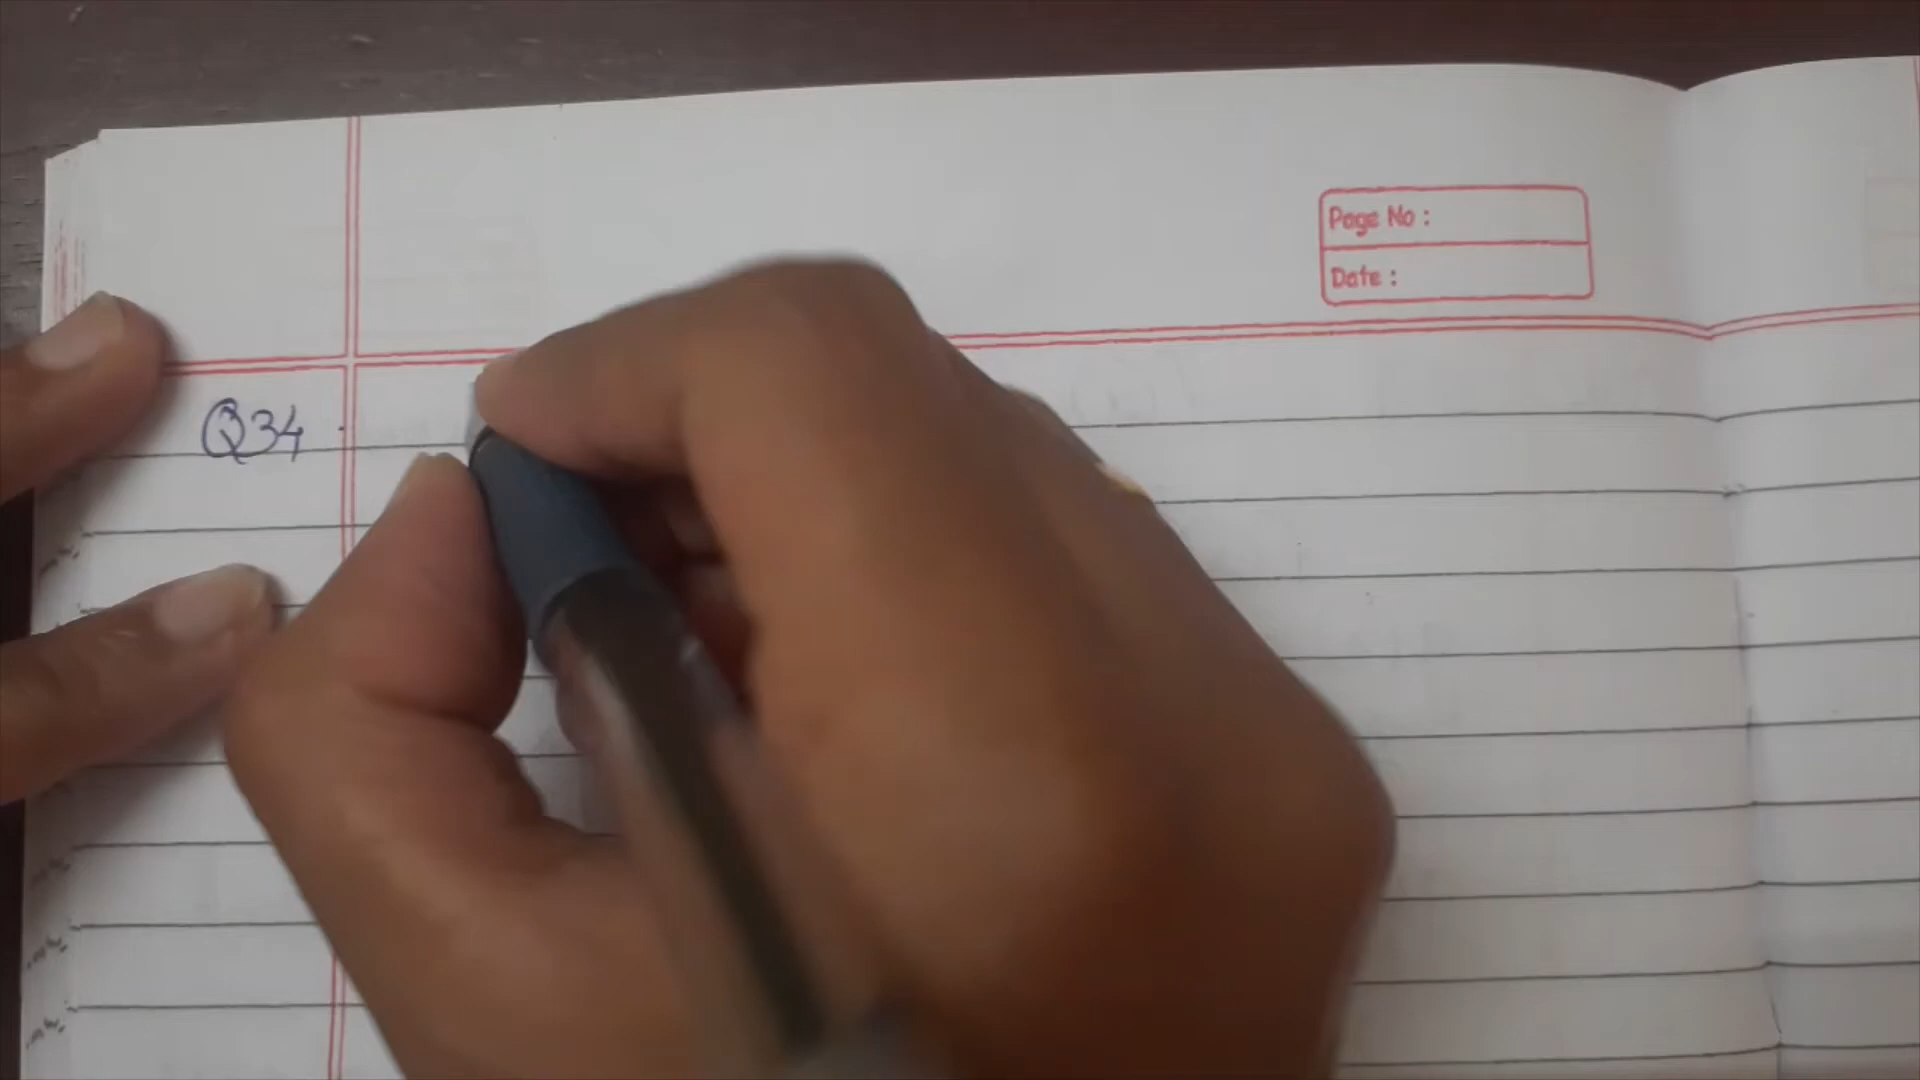 Page No :
Date :
Q34